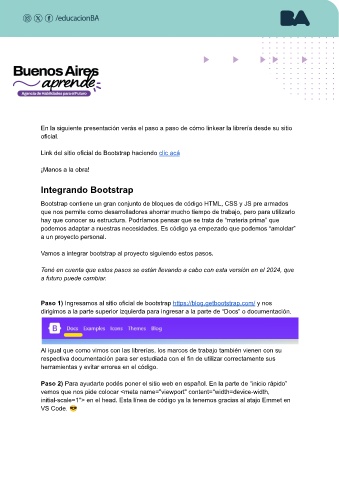 /educacionBA
BA
Buenos Aires
aprende
Agencia de Habilidades para el Futuro
En la siguiente presentación verás el paso a paso de cómo linkear la librería desde su sitio
oficial.
Link del sitio oficial de Bootstrap haciendo clic acá
¡Manos a la obra!
Integrando Bootstrap
Bootstrap contiene un gran conjunto de bloques de código HTML, CSS y JS pre armados
que nos permite como desarrolladores ahorrar mucho tiempo de trabajo, pero para utilizarlo
hay que conocer su estructura. Podríamos pensar que se trata de “materia prima” que
podemos adaptar a nuestras necesidades. Es código ya empezado que podemos “amoldar”
a un proyecto personal.
Vamos a integrar bootstrap al proyecto siguiendo estos pasos.
Tené en cuenta que estos pasos se están llevando a cabo con esta versión en el 2024, que
a futuro puede cambiar.
Paso 1) Ingresamos al sitio oficial de bootstrap https://blog.getbootstrap.com/ y nos
dirigimos a la parte superior izquierda para ingresar a la parte de “Docs” o documentación.
B Docs Examples Icons Themes Blog
Al igual que como vimos con las librerías, los marcos de trabajo también vienen con su
respectiva documentación para ser estudiada con el fin de utilizar correctamente sus
herramientas y evitar errores en el código.
Paso 2) Para ayudarte podés poner el sitio web en español. En la parte de “inicio rápido”
vemos que nos pide colocar <meta name="viewport" content="width=device-width,
initial-scale=1"> en el head. Esta línea de código ya la tenemos gracias al atajo Emmet en
VS Code. 😎